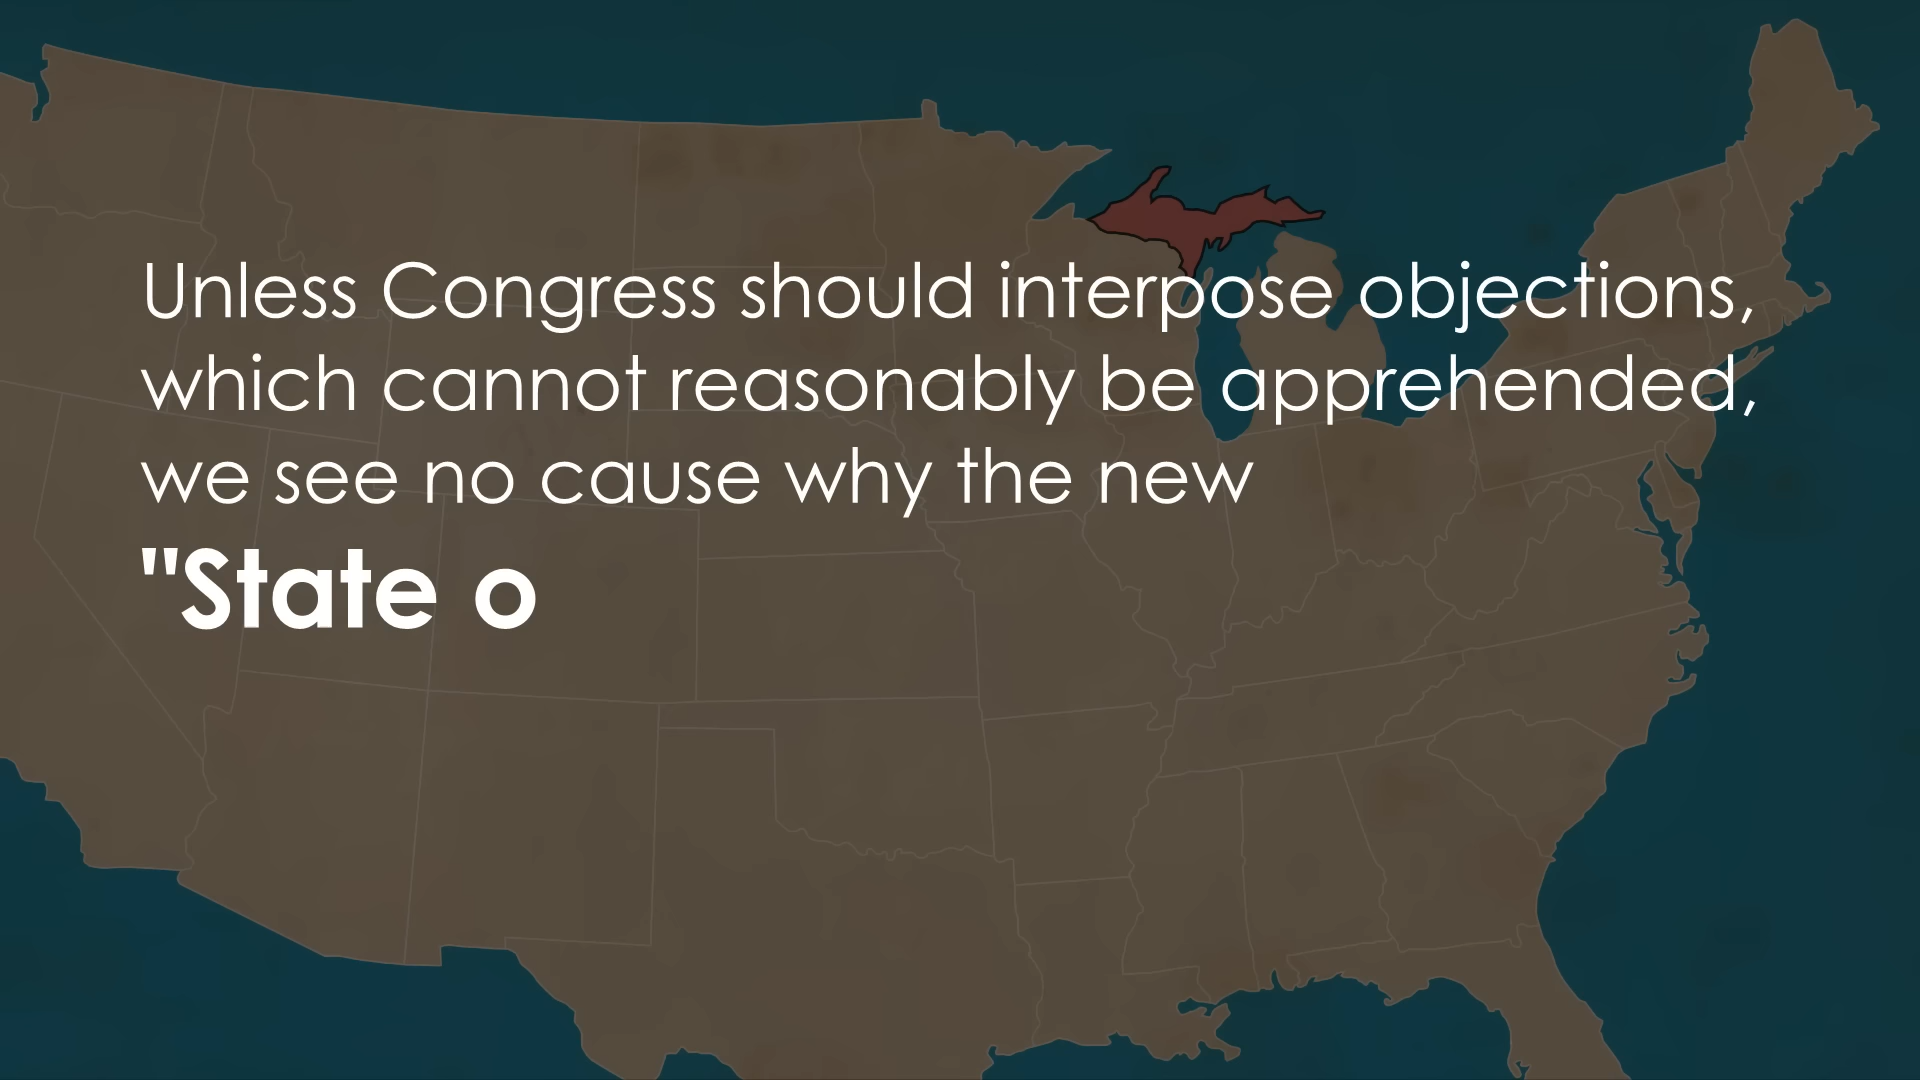 Unless Congress should interpose objections,
which cannot reasonably be apprehended,
we see no cause why the new
"State o